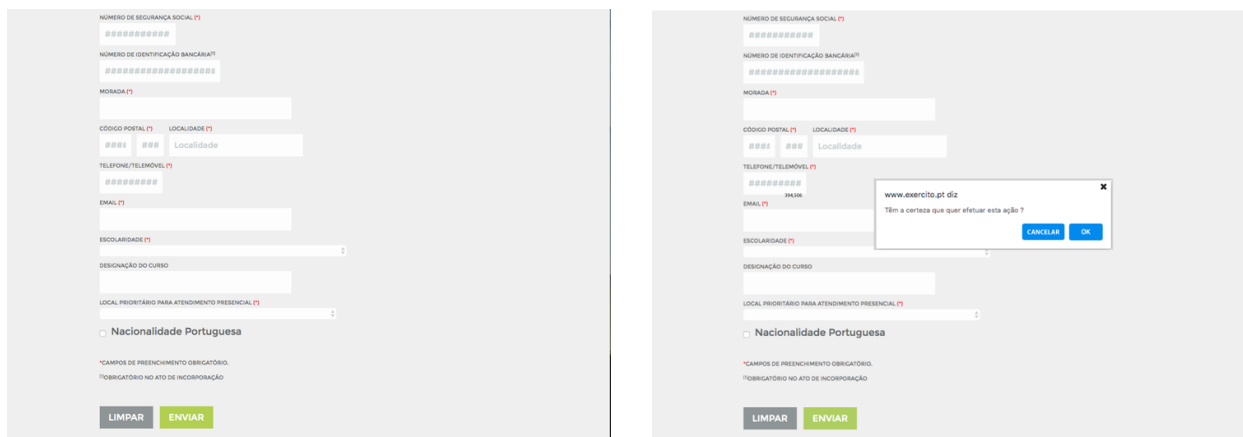 NÚMERO DE SEGURANÇA SOCIAL (*)
###########
NÚMERO DE IDENTIFICAÇÃO BANCÁRIA[1]
###################
MORADA (*)
CÓDIGO POSTAL (*) LOCALIDADE (*)
#### ### Localidade
TELEFONE/TELEMÓVEL (*)
#########
EMAIL (*)
ESCOLARIDADE (*)
DESIGNAÇÃO DO CURSO
LOCAL PRIORITÁRIO PARA ATENDIMENTO PRESENCIAL (*)
Nacionalidade Portuguesa
*CAMPOS DE PREENCHIMENTO OBRIGATÓRIO.
[1]OBRIGATÓRIO NO ATO DE INCORPORAÇÃO
LIMPAR ENVIAR
NÚMERO DE SEGURANÇA SOCIAL (*)
###########
NÚMERO DE IDENTIFICAÇÃO BANCÁRIA[1]
###################
MORADA (*)
CÓDIGO POSTAL (*) LOCALIDADE (*)
#### ### Localidade
TELEFONE/TELEMÓVEL (*)
#########
394,506
EMAIL (*)
ESCOLARIDADE (*)
DESIGNAÇÃO DO CURSO
LOCAL PRIORITÁRIO PARA ATENDIMENTO PRESENCIAL (*)
Nacionalidade Portuguesa
*CAMPOS DE PREENCHIMENTO OBRIGATÓRIO.
[1]OBRIGATÓRIO NO ATO DE INCORPORAÇÃO
LIMPAR ENVIAR
www.exercito.pt diz
Têm a certeza que quer efetuar esta ação ?
CANCELAR OK